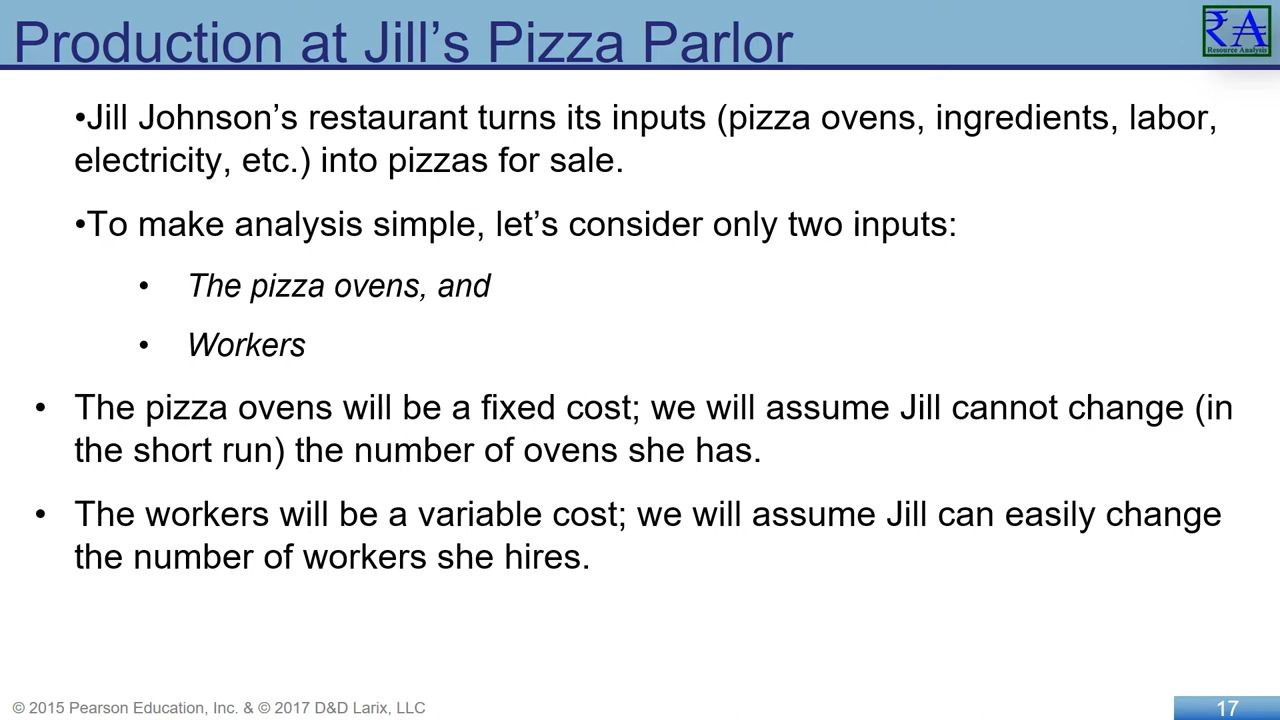 Production at Jill’s Pizza Parlor
₹A
Resource Analysis
•Jill Johnson’s restaurant turns its inputs (pizza ovens, ingredients, labor,
electricity, etc.) into pizzas for sale.
•To make analysis simple, let’s consider only two inputs:
• The pizza ovens, and
• Workers
• The pizza ovens will be a fixed cost; we will assume Jill cannot change (in
the short run) the number of ovens she has.
• The workers will be a variable cost; we will assume Jill can easily change
the number of workers she hires.
© 2015 Pearson Education, Inc. & © 2017 D&D Larix, LLC
17